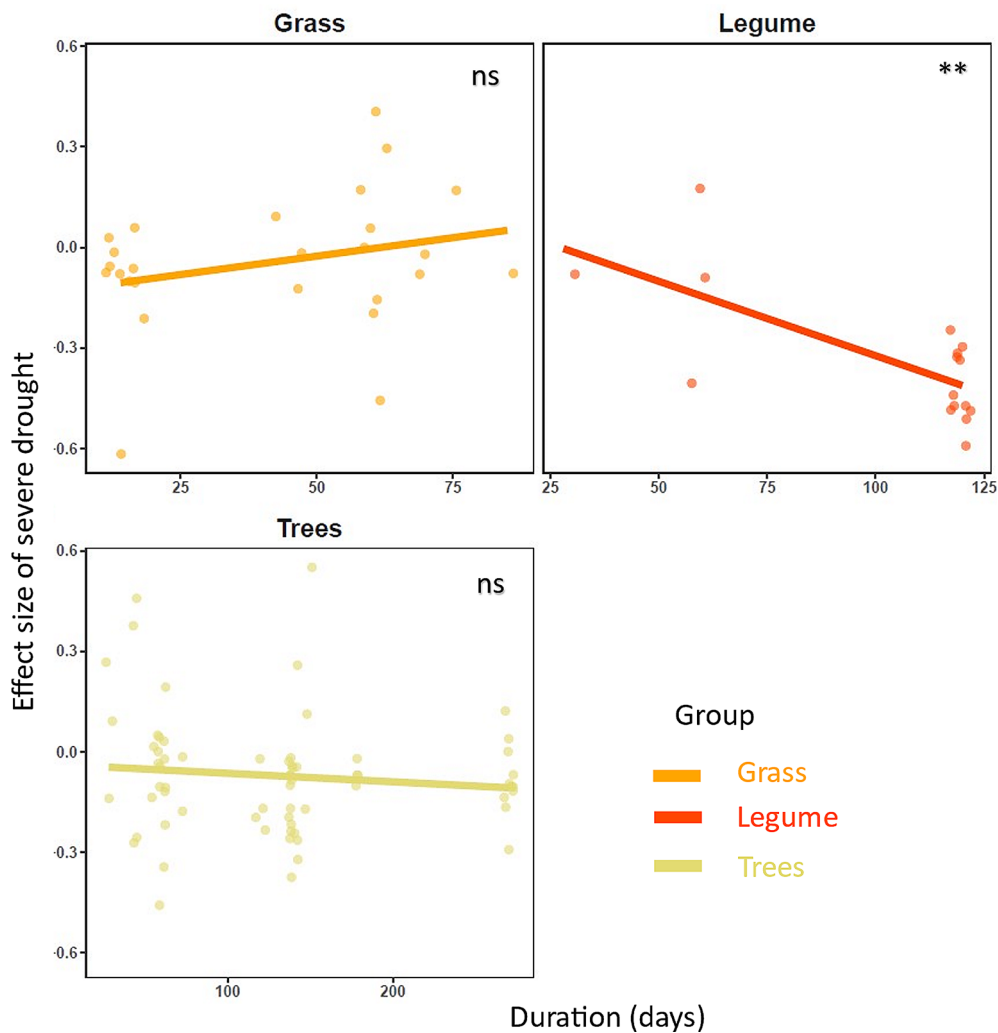 Grass
Legume
0.6
0.3
0.0
-0.3
-0.6
ns
**
25
50
75
25
50
75
100
125
Trees
0.6
0.3
0.0
-0.3
-0.6
ns
100
200
Effect size of severe drought
Duration (days)
Group
Grass
Legume
Trees